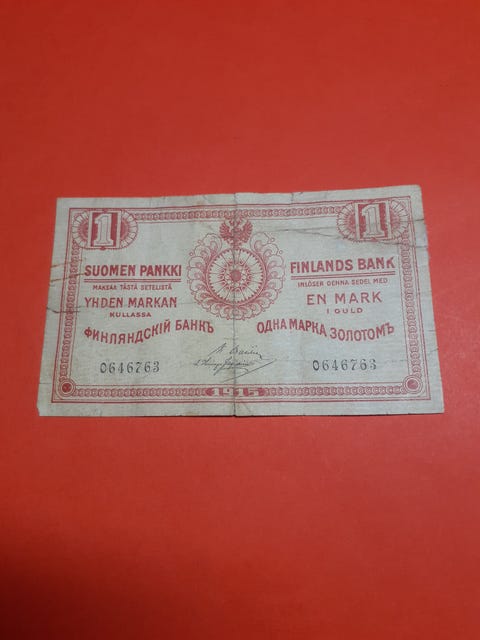 1 1
SUOMEN PANKKI
MAKSAA TÄSTÄ SETELISTÄ
YHDEN MARKAN
KULLASSA
FINLANDS BANK
INLÖSER DENNA SEDEL MED
EN MARK
I GULD
ФИНЛЯНДСКІЙ БАНКЪ
ОДНА МАРКА ЗОЛОТОМЪ
0646763
0646763
1915